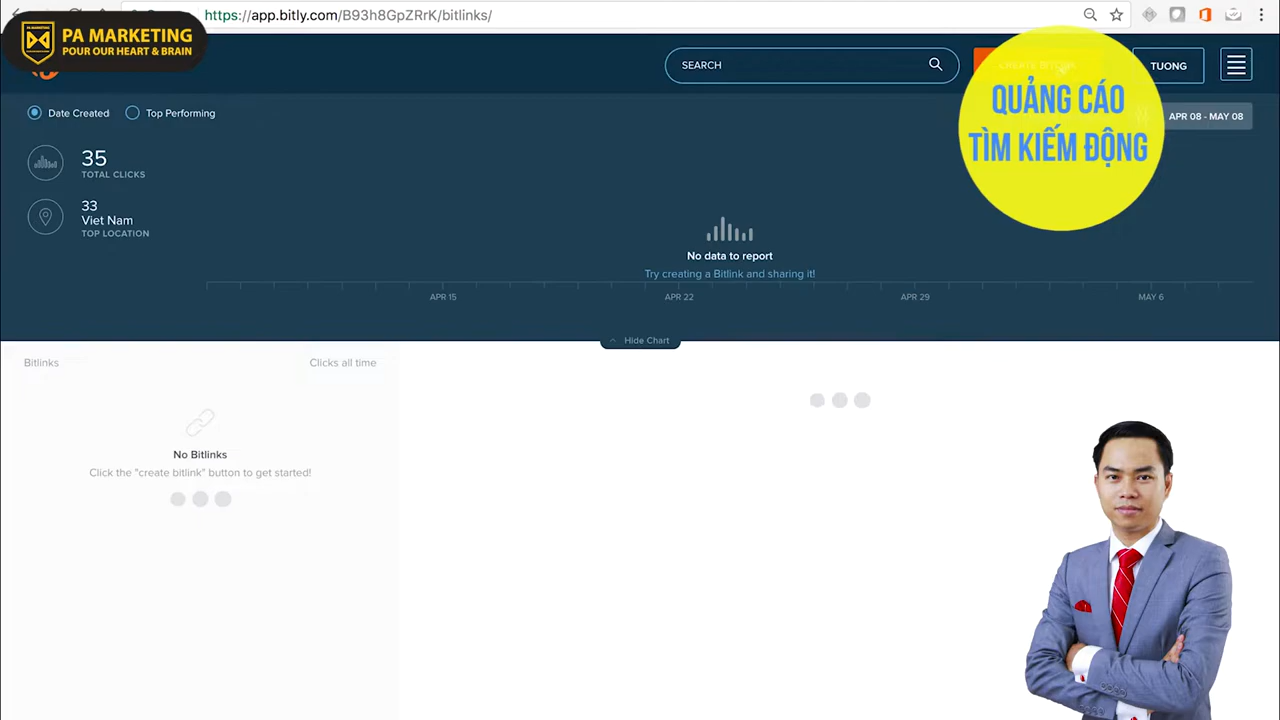 https://app.bitly.com/B93h8GpZRrK/bitlinks/
PA MARKETING
POUR OUR HEART & BRAIN
SEARCH
CREATE BITLINK
TUONG
QUẢNG CÁO
TÌM KIẾM ĐỘNG
Date Created
Top Performing
APR 08 - MAY 08
35
TOTAL CLICKS
33
Viet Nam
TOP LOCATION
No data to report
Try creating a Bitlink and sharing it!
APR 15
APR 22
APR 29
MAY 6
Hide Chart
Bitlinks
Clicks all time
No Bitlinks
Click the "create bitlink" button to get started!